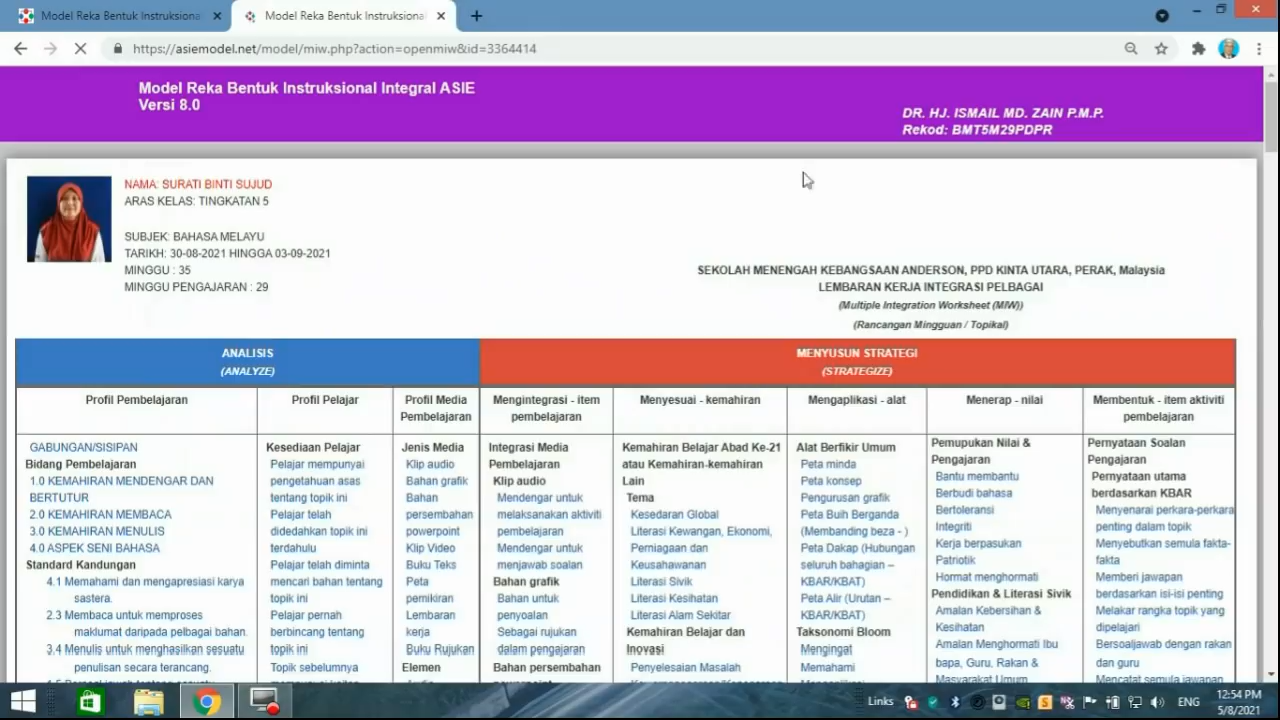 Model Reka Bentuk Instruksiona
Model Reka Bentuk Instruksional
https://asiemodel.net/model/miw.php?action=openmiw&id=3364414
Model Reka Bentuk Instruksional Integral ASIE
Versi 8.0
DR. HJ. ISMAIL MD. ZAIN P.M.P.
Rekod: BMT5M29PDPR
NAMA: SURATI BINTI SUJUD
ARAS KELAS: TINGKATAN 5
SUBJEK: BAHASA MELAYU
TARIKH: 30-08-2021 HINGGA 03-09-2021
MINGGU : 35
MINGGU PENGAJARAN : 29
SEKOLAH MENENGAH KEBANGSAAN ANDERSON, PPD KINTA UTARA, PERAK, Malaysia
LEMBARAN KERJA INTEGRASI PELBAGAI
(Multiple Integration Worksheet (MIW))
(Rancangan Mingguan / Topikal)
ANALISIS
(ANALYZE)
MENYUSUN STRATEGI
(STRATEGIZE)
Profil Pembelajaran
Profil Pelajar
Profil Media
Pembelajaran
Mengintegrasi - item
pembelajaran
Menyesuai - kemahiran
Mengaplikasi - alat
Menerap - nilai
Membentuk - item aktiviti
pembelajaran
GABUNGAN/SISIPAN
Bidang Pembelajaran
1.0 KEMAHIRAN MENDENGAR DAN
BERTUTUR
2.0 KEMAHIRAN MEMBACA
3.0 KEMAHIRAN MENULIS
4.0 ASPEK SENI BAHASA
Standard Kandungan
4.1 Memahami dan mengapresiasi karya
sastera.
2.3 Membaca untuk memproses
maklumat daripada pelbagai bahan.
3.4 Menulis untuk menghasilkan sesuatu
penulisan secara terancang.
Kesediaan Pelajar
Pelajar mempunyai
pengetahuan asas
tentang topik ini
Pelajar telah
didedahkan topik ini
terdahulu
Pelajar telah diminta
mencari bahan tentang
topik ini
Pelajar pernah
berbincang tentang
topik ini
Topik sebelumnya
Jenis Media
Klip audio
Bahan grafik
Bahan
persembahan
powerpoint
Klip Video
Buku Teks
Peta
pemikiran
Lembaran
kerja
Buku Rujukan
Elemen
Integrasi Media
Pembelajaran
Klip audio
Mendengar untuk
melaksanakan aktiviti
pembelajaran
Mendengar untuk
menjawab soalan
Bahan grafik
Bahan untuk
penyoalan
Sebagai rujukan
dalam pengajaran
Bahan persembahan
Kemahiran Belajar Abad Ke-21
atau Kemahiran-kemahiran
Lain
Tema
Kesedaran Global
Literasi Kewangan, Ekonomi,
Perniagaan dan
Keusahawanan
Literasi Sivik
Literasi Kesihatan
Literasi Alam Sekitar
Kemahiran Belajar dan
Inovasi
Penyelesaian Masalah
Alat Berfikir Umum
Peta minda
Peta konsep
Pengurusan grafik
Peta Buih Berganda
(Membanding beza - )
Peta Dakap (Hubungan
seluruh bahagian –
KBAR/KBAT)
Peta Alir (Urutan –
KBAR/KBAT)
Taksonomi Bloom
Mengingat
Memahami
Pemupukan Nilai &
Pengajaran
Bantu membantu
Berbudi bahasa
Bertoleransi
Integriti
Kerja berpasukan
Patriotik
Hormat menghormati
Pendidikan & Literasi Sivik
Amalan Kebersihan &
Kesihatan
Amalan Menghormati Ibu
bapa, Guru, Rakan &
Masyarakat Umum
Pernyataan Soalan
Pengajaran
Pernyataan utama
berdasarkan KBAR
Menyenarai perkara-perkara
penting dalam topik
Menyebutkan semula fakta-
fakta
Memberi jawapan
berdasarkan isi-isi penting
Melakar rangka topik yang
dipelajari
Bersoaljawab dengan rakan
dan guru
Mencatat semula jawapan
Links
ENG
12:54 PM
5/8/2021